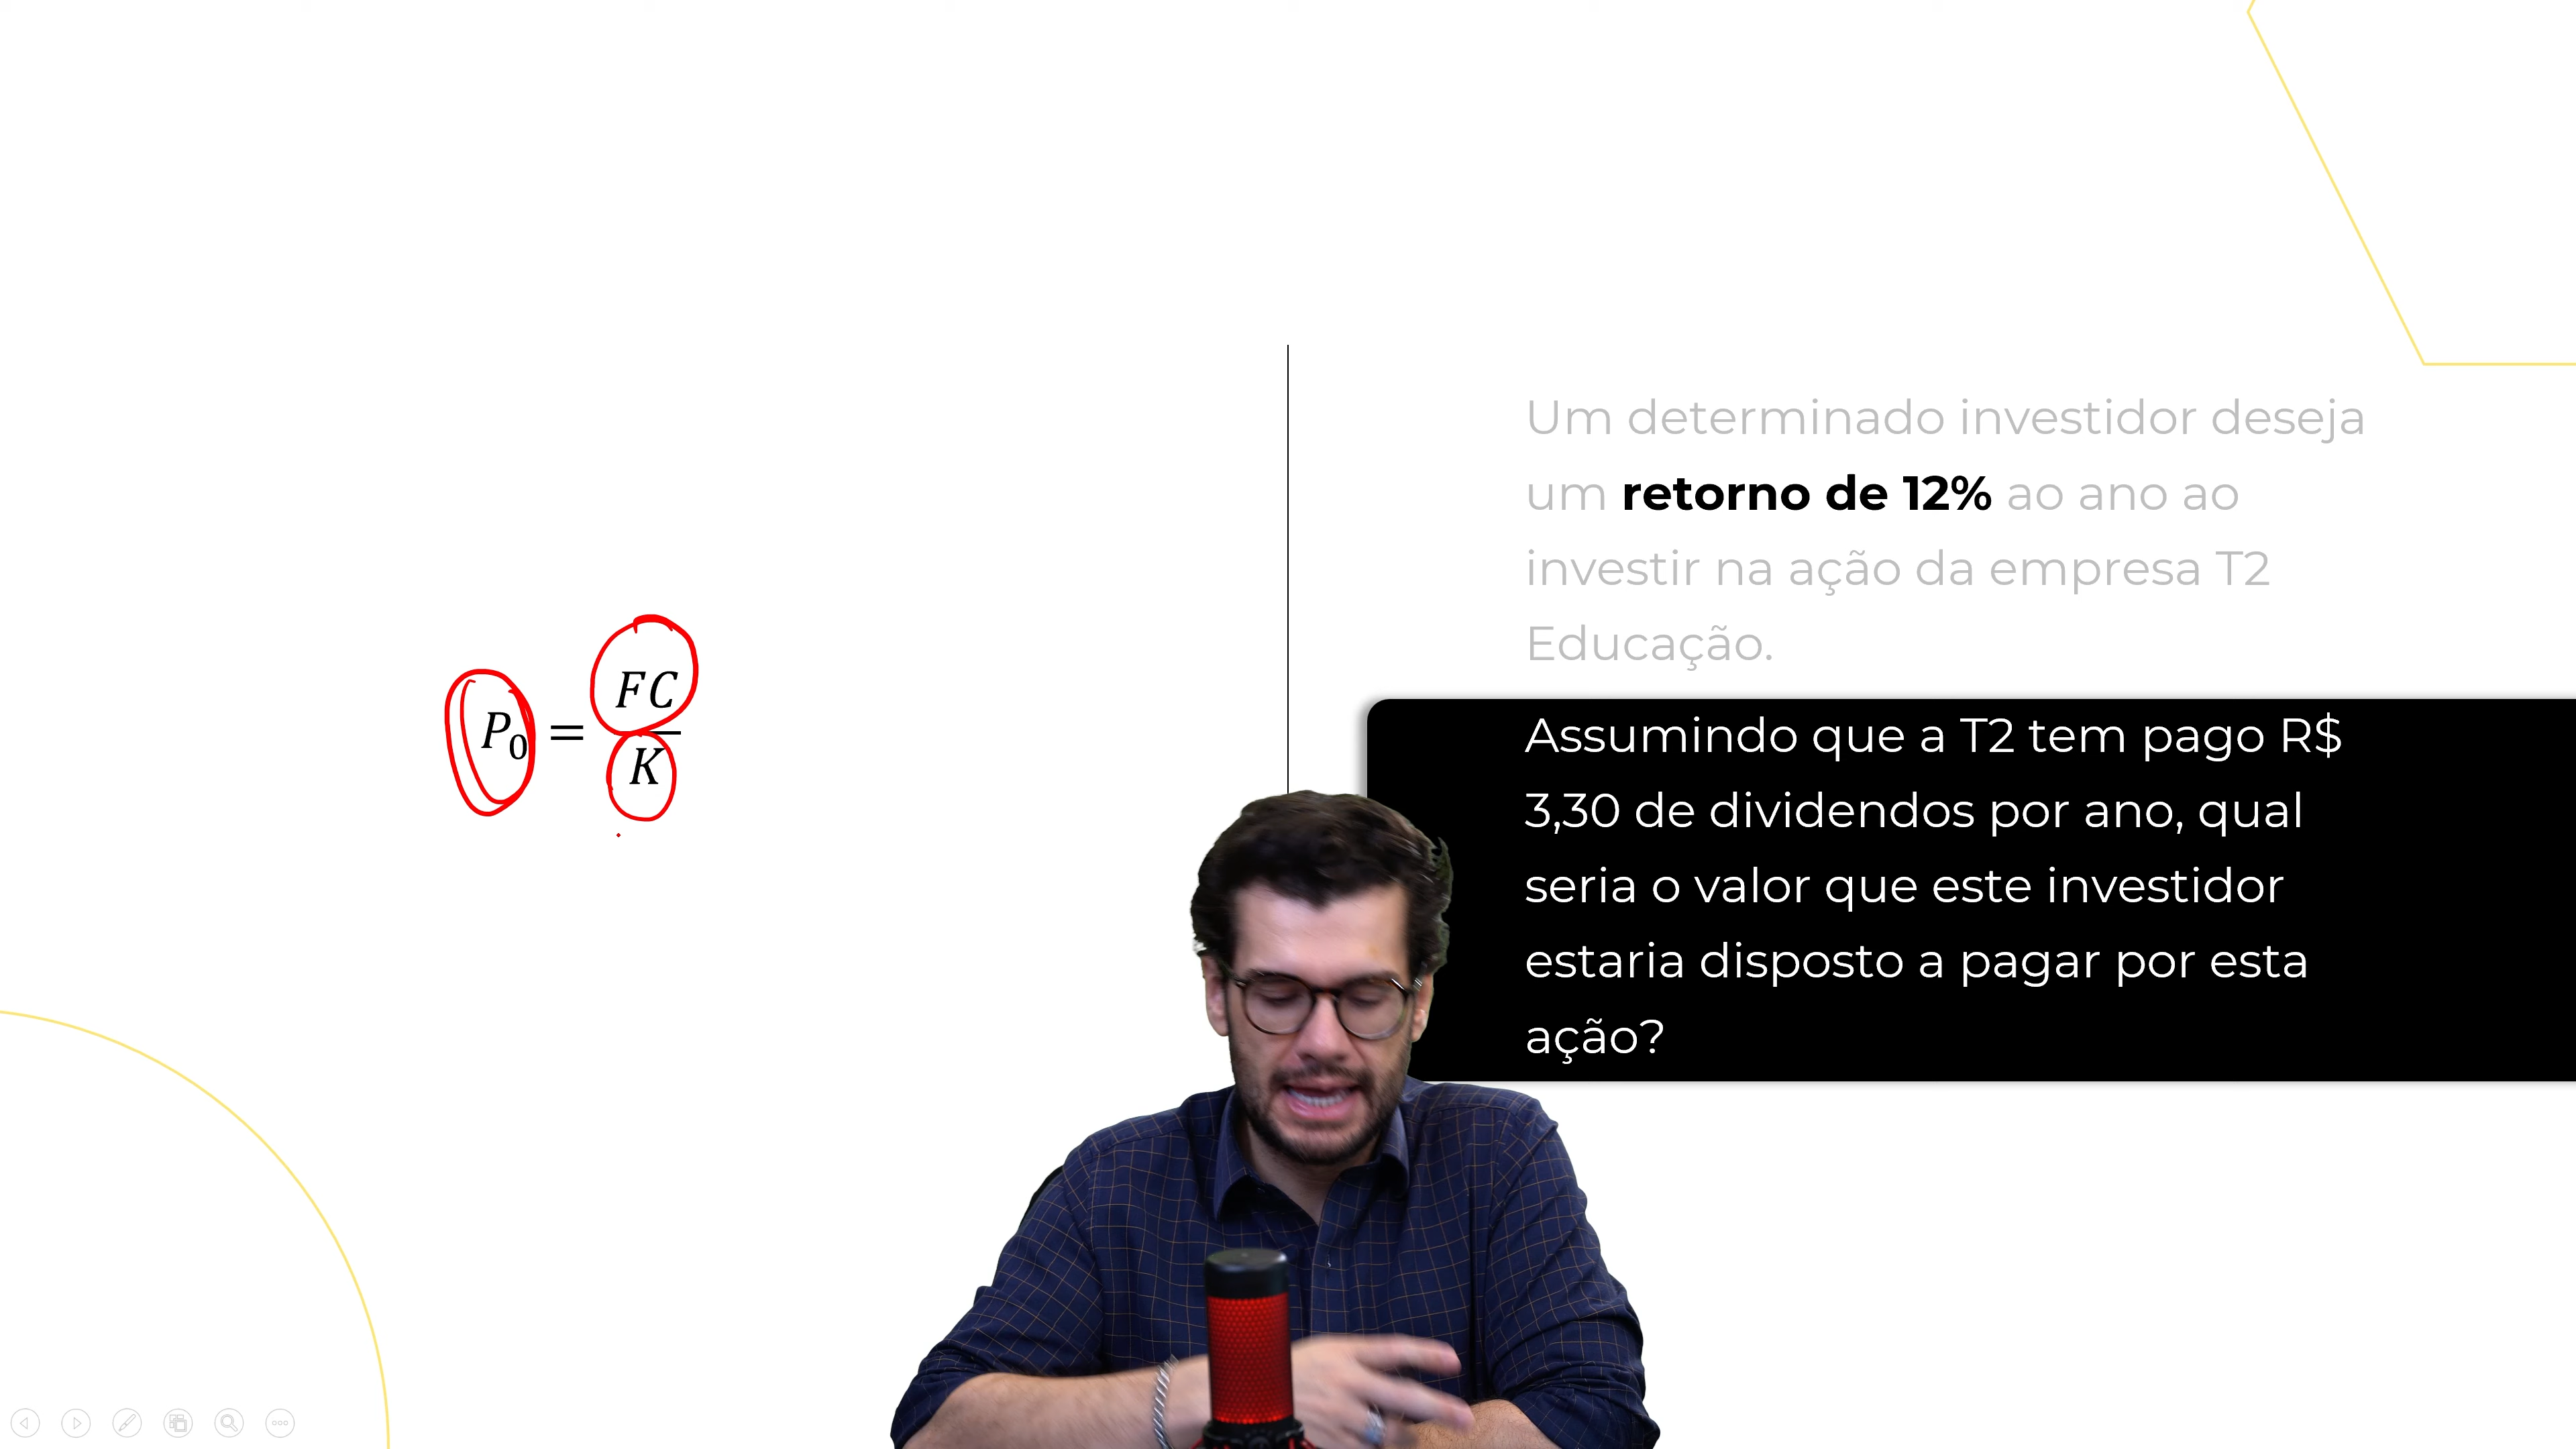 P₀ = FC / K
Um determinado investidor deseja
um retorno de 12% ao ano ao
investir na ação da empresa T2
Educação.
Assumindo que a T2 tem pago R$
3,30 de dividendos por ano, qual
seria o valor que este investidor
estaria disposto a pagar por esta
ação?